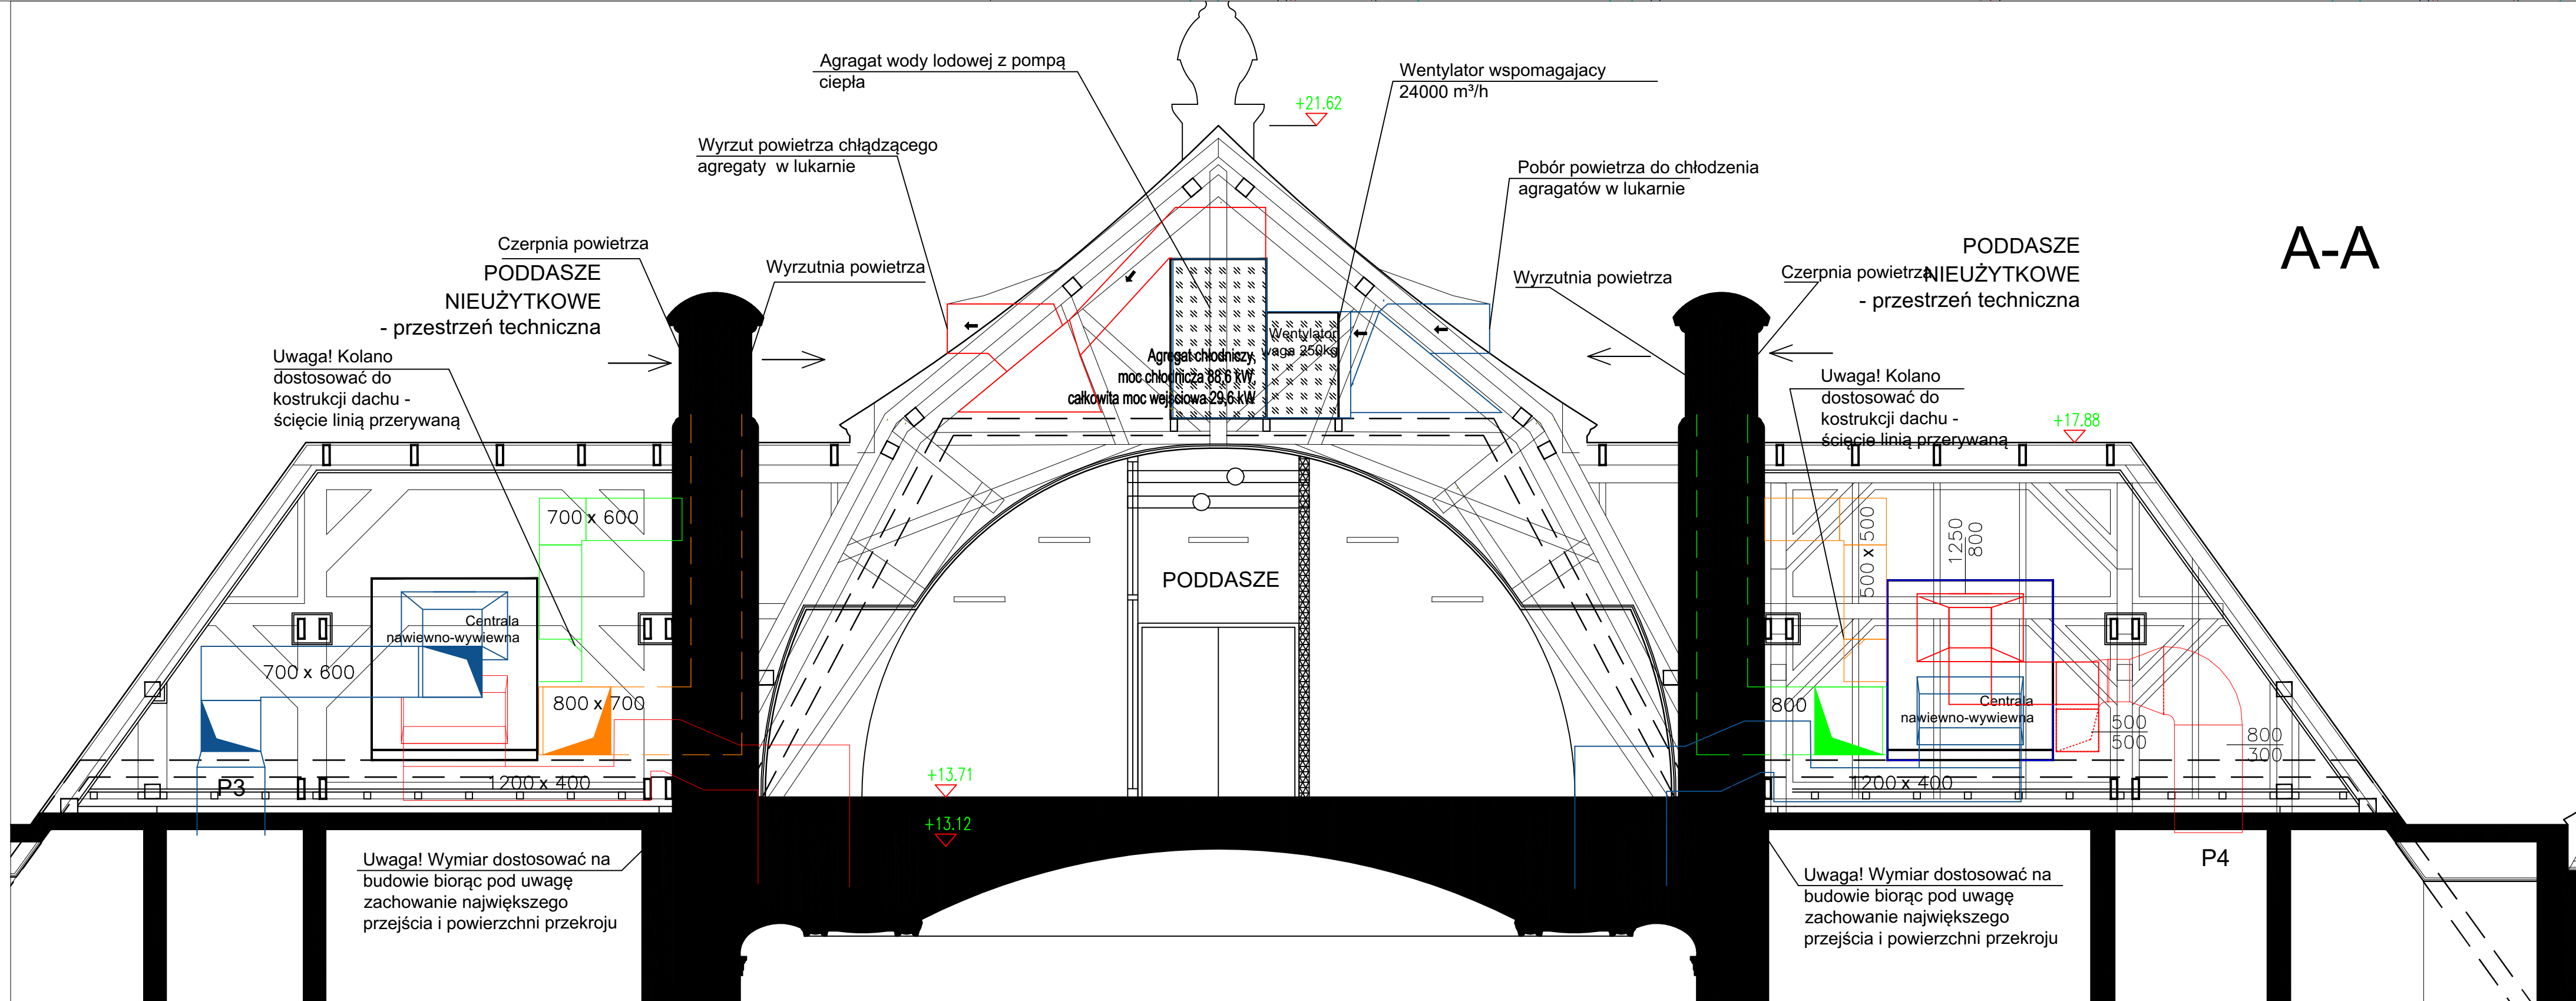 Agragat wody lodowej z pompą
ciepła
Wentylator wspomagajacy
24000 m³/h
+21.62
Wyrzut powietrza chłądzącego
agregaty w lukarnie
Pobór powietrza do chłodzenia
agragatów w lukarnie
A-A
Czerpnia powietrza
PODDASZE
NIEUŻYTKOWE
- przestrzeń techniczna
Wyrzutnia powietrza
Wyrzutnia powietrza
Czerpnia powietrza
PODDASZE
NIEUŻYTKOWE
- przestrzeń techniczna
Uwaga! Kolano
dostosować do
kostrukcji dachu -
ścięcie linią przerywaną
Wentylator
waga 250kg
Agregat chłodniczy,
moc chłodnicza 88,6 kW,
całkowita moc wejściowa 29,6 kW
Uwaga! Kolano
dostosować do
kostrukcji dachu -
ścięcie linią przerywaną
+17.88
700 x 600
500 x 500
1250
800
PODDASZE
Centrala
nawiewno-wywiewna
700 x 600
800 x 700
1200 x 400
P3
800
Centrala
nawiewno-wywiewna
500
500
800
300
1200 x 400
P4
+13.71
+13.12
Uwaga! Wymiar dostosować na
budowie biorąc pod uwagę
zachowanie największego
przejścia i powierzchni przekroju
Uwaga! Wymiar dostosować na
budowie biorąc pod uwagę
zachowanie największego
przejścia i powierzchni przekroju